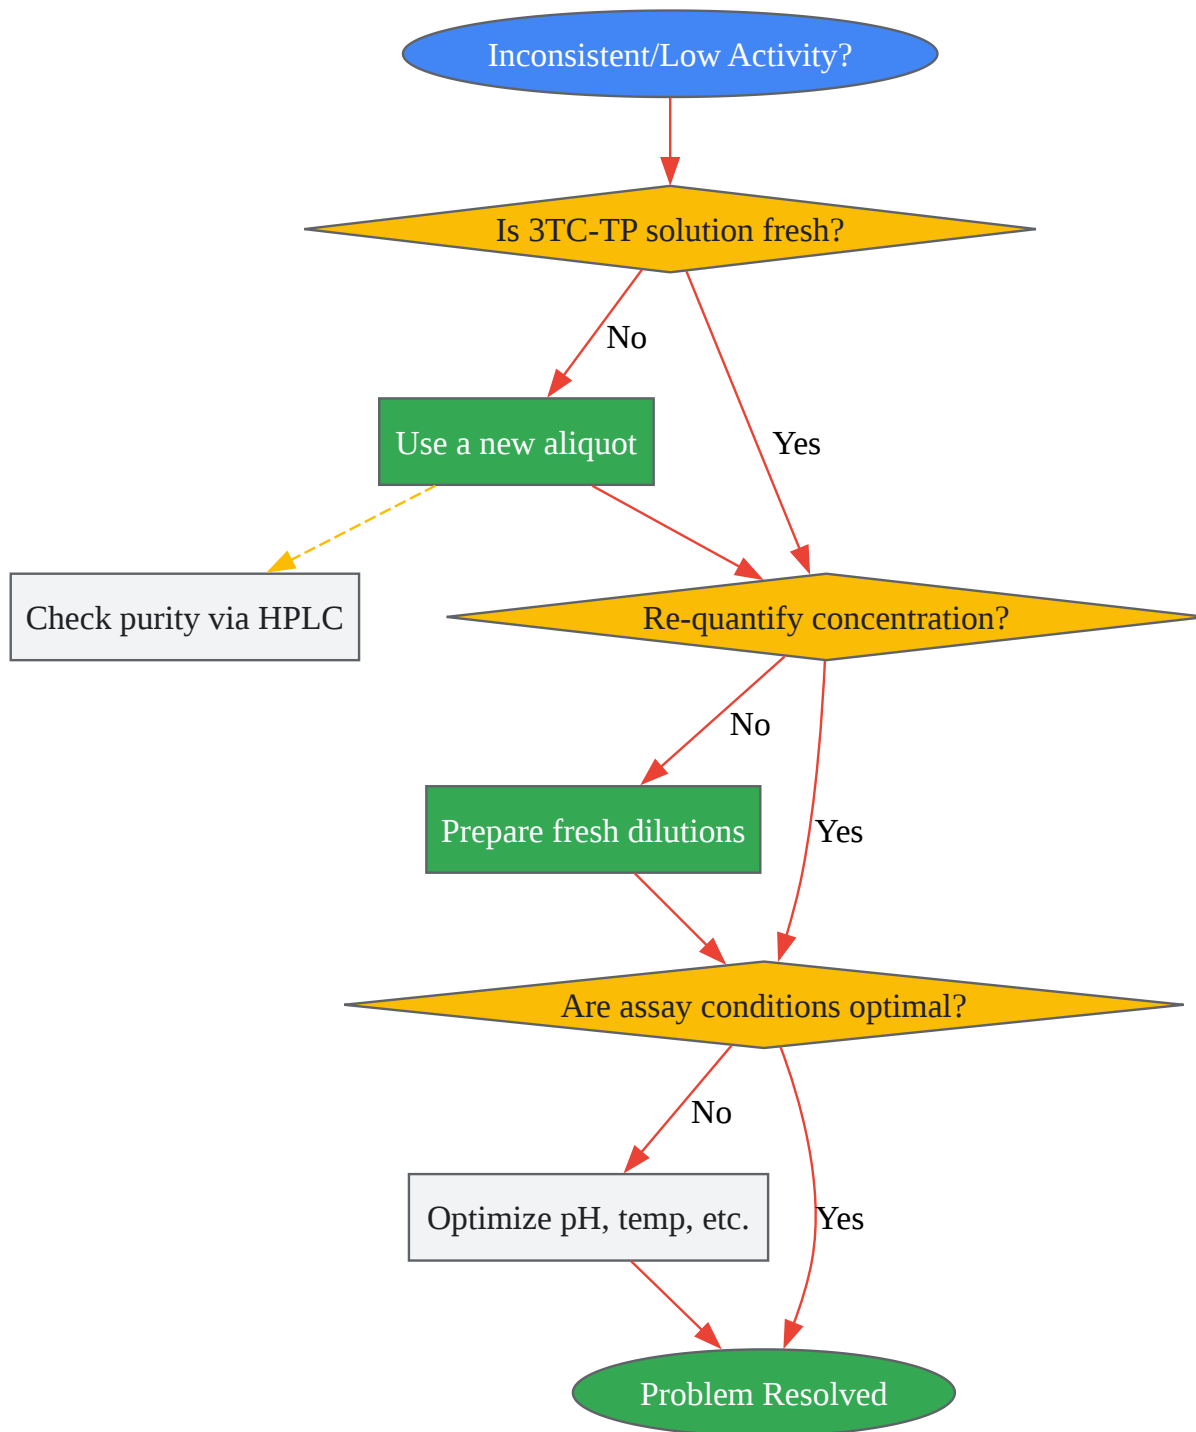 Inconsistent/Low Activity?
Is 3TC-TP solution fresh?
No
Use a new aliquot
Yes
Check purity via HPLC
Re-quantify concentration?
No
Prepare fresh dilutions
Yes
Are assay conditions optimal?
No
Optimize pH, temp, etc.
Yes
Problem Resolved